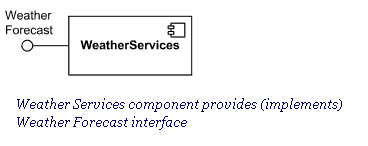 Weather
Forecast
WeatherServices
Weather Services component provides (implements)
Weather Forecast interface